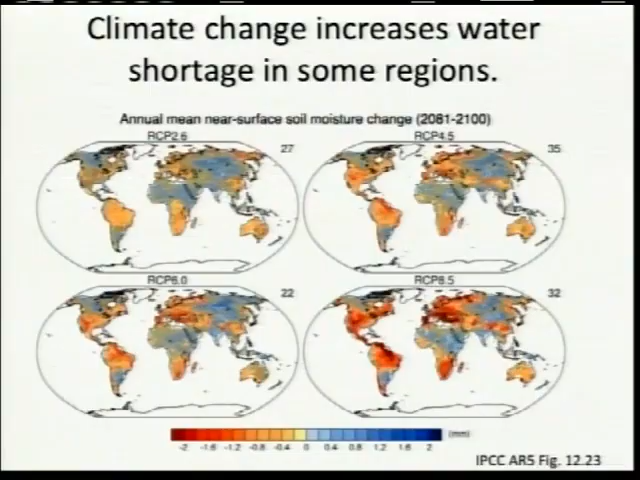 Climate change increases water
shortage in some regions.
Annual mean near-surface soil moisture change (2081-2100)
RCP2.6
27
RCP4.5
35
RCP6.0
22
RCP8.5
32
-2 -1.6 -1.2 -0.8 -0.4 0 0.4 0.8 1.2 1.6 2 (mm)
IPCC AR5 Fig. 12.23